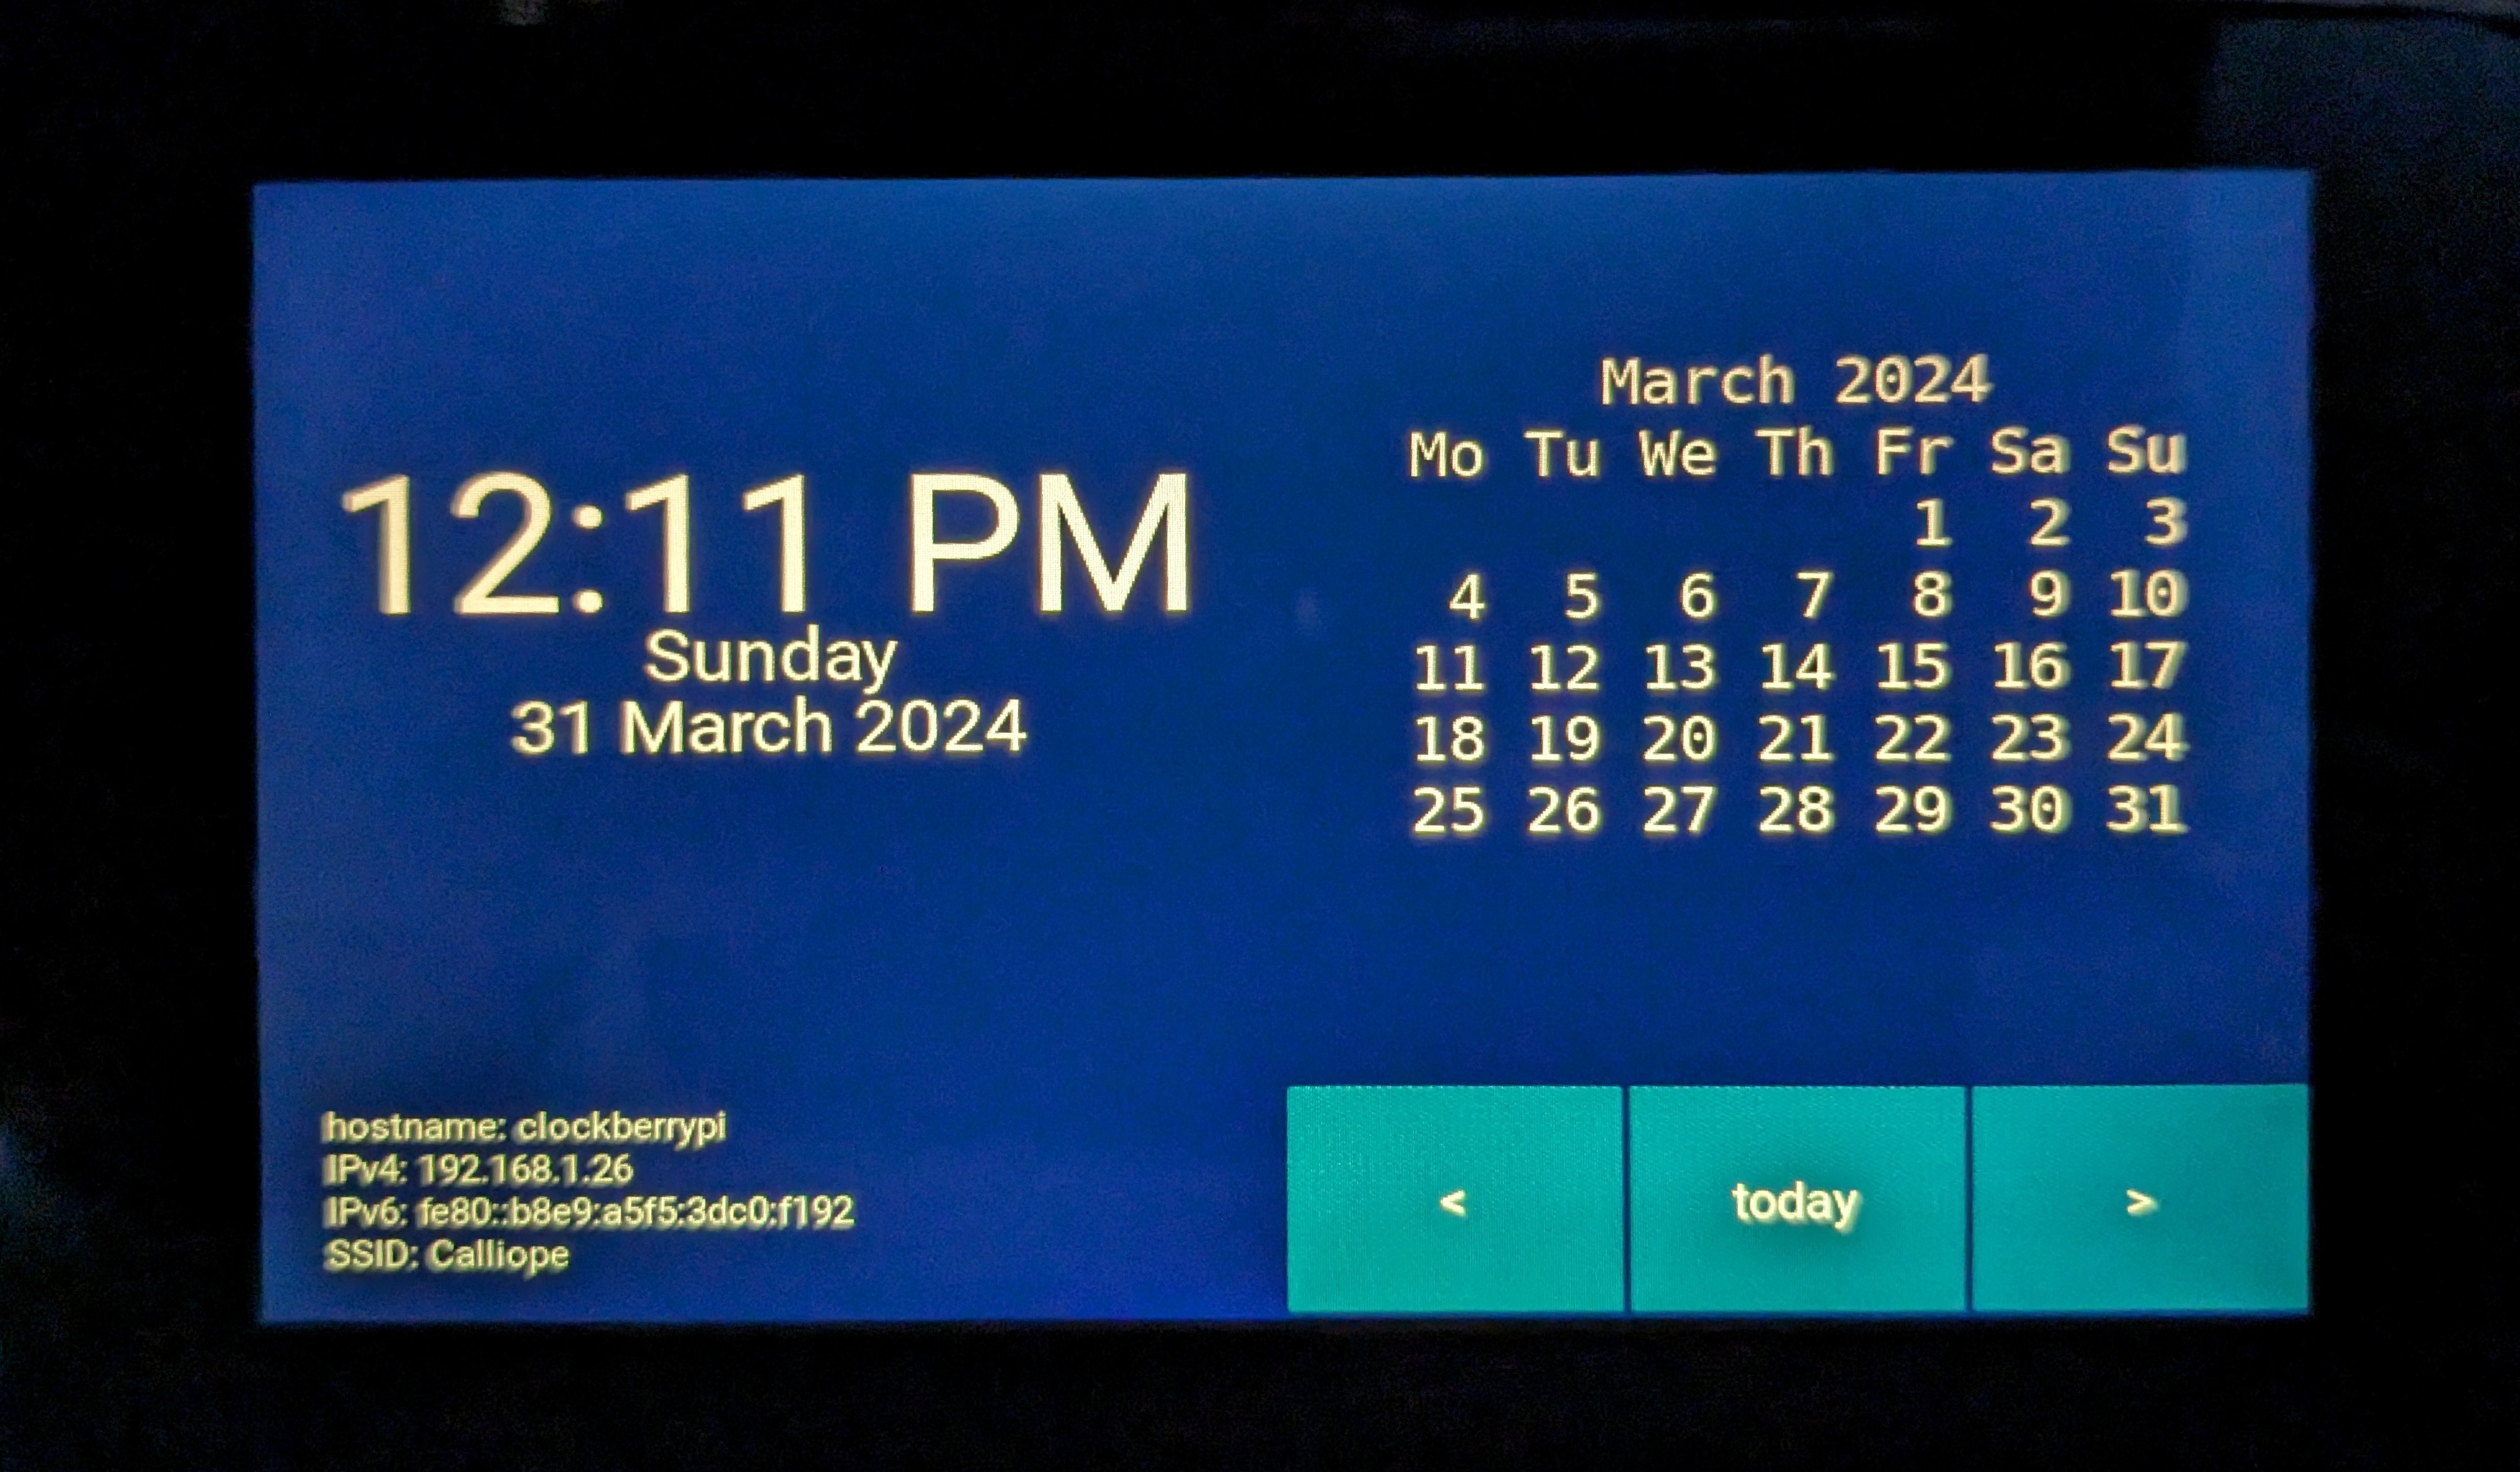 12:11 PM
Sunday
31 March 2024
March 2024
Mo Tu We Th Fr Sa Su
1 2 3
4 5 6 7 8 9 10
11 12 13 14 15 16 17
18 19 20 21 22 23 24
25 26 27 28 29 30 31
hostname: clockberrypi
IPv4: 192.168.1.26
IPv6: fe80::b8e9:a5f5:3dc0:f192
SSID: Calliope
< today >